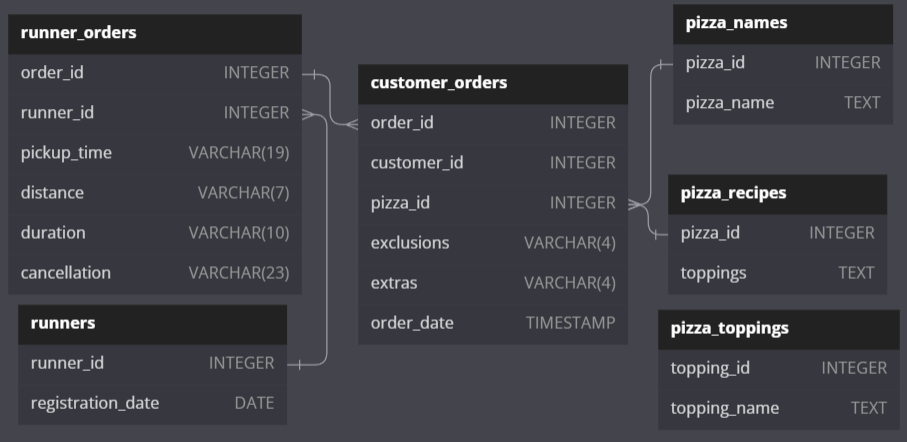 runner_orders
order_id INTEGER
runner_id INTEGER
pickup_time VARCHAR(19)
distance VARCHAR(7)
duration VARCHAR(10)
cancellation VARCHAR(23)
runners
runner_id INTEGER
registration_date DATE
customer_orders
order_id INTEGER
customer_id INTEGER
pizza_id INTEGER
exclusions VARCHAR(4)
extras VARCHAR(4)
order_date TIMESTAMP
pizza_names
pizza_id INTEGER
pizza_name TEXT
pizza_recipes
pizza_id INTEGER
toppings TEXT
pizza_toppings
topping_id INTEGER
topping_name TEXT